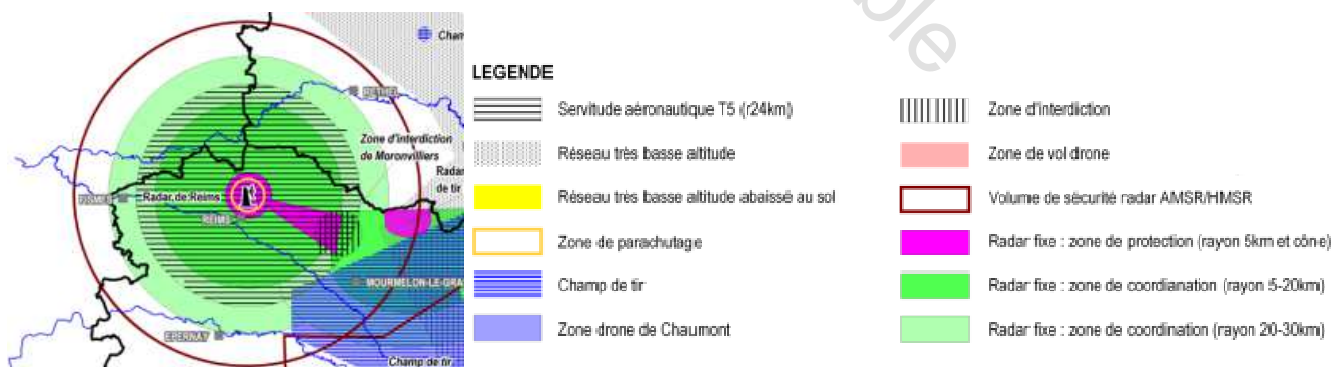 ble
Cham
RETHEL
Zone d'interdiction
de Moronvilliers
Radar
de tir
FISMES
Radar de Reims
REIMS
MOURMELON-LE-GRA
EPERNAY
Champ de tir
LEGENDE
Servitude aéronautique T5 (r24km)
Réseau très basse altitude
Réseau très basse altitude abaissé au sol
Zone de parachutage
Champ de tir
Zone drone de Chaumont
Zone d'interdiction
Zone de vol drone
Volume de sécurité radar AMSR/HMSR
Radar fixe : zone de protection (rayon 5km et cône)
Radar fixe : zone de coordianation (rayon 5-20km)
Radar fixe : zone de coordination (rayon 20-30km)